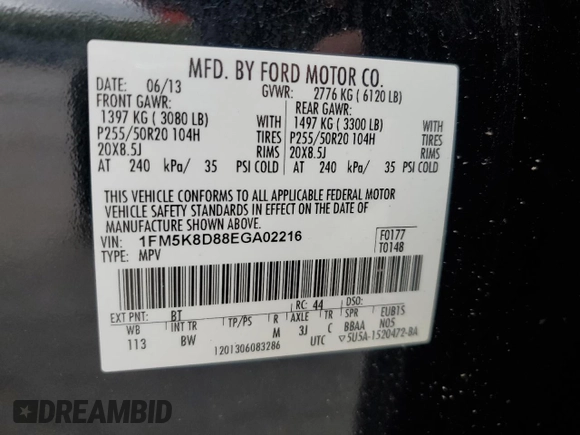 MFD. BY FORD MOTOR CO.
DATE: 06/13 GVWR: 2776 KG ( 6120 LB)
FRONT GAWR: REAR GAWR:
1397 KG ( 3080 LB) WITH 1497 KG ( 3300 LB) WITH
P255/50R20 104H TIRES P255/50R20 104H TIRES
20X8.5J RIMS 20X8.5J RIMS
AT 240 kPa/ 35 PSI COLD AT 240 kPa/ 35 PSI COLD
THIS VEHICLE CONFORMS TO ALL APPLICABLE FEDERAL MOTOR
VEHICLE SAFETY STANDARDS IN EFFECT ON THE DATE OF
MANUFACTURE SHOWN ABOVE.
VIN: 1FM5K8D88EGA02216 F0177
TYPE: MPV T0148
EXT PNT: BT RC: 44 DSO:
WB INT TR TP/PS R AXLE TR SPR EUB1S
113 BW M 3J C BBAA N05
1201306083286 UTC ▽5U5A-1520472-BA
DREAMBID